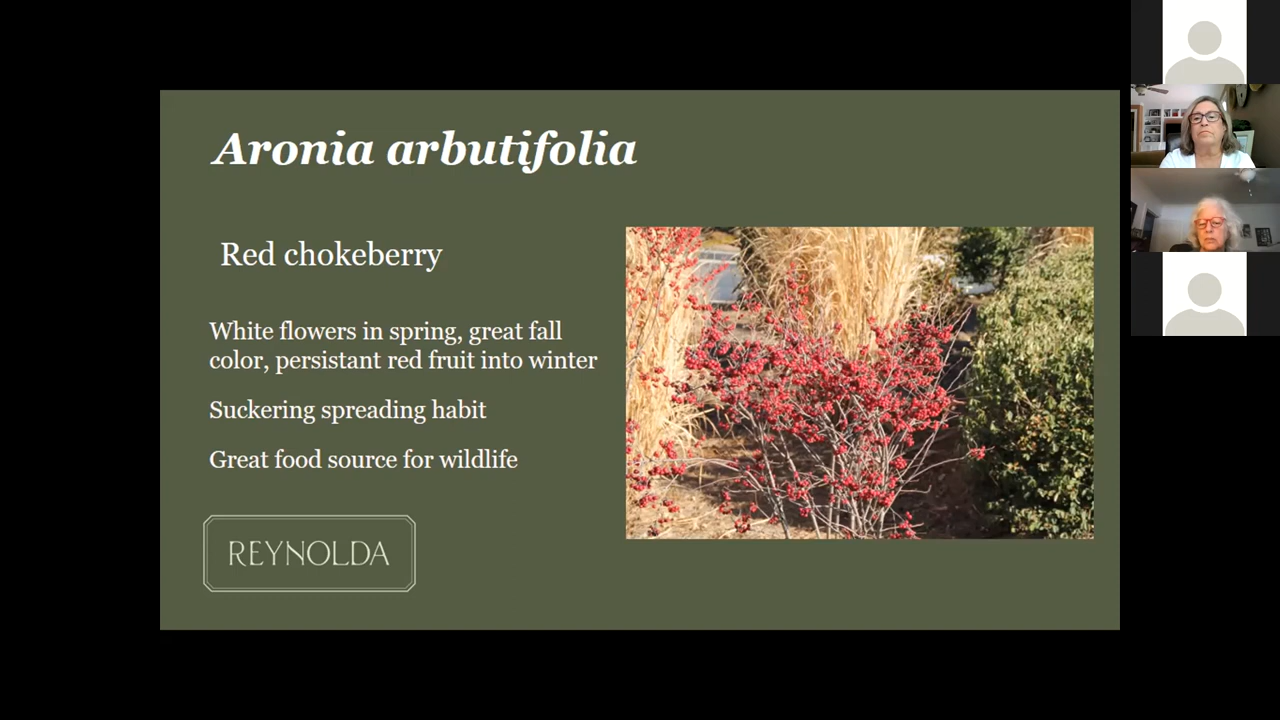 Aronia arbutifolia
Red chokeberry
White flowers in spring, great fall
color, persistant red fruit into winter
Suckering spreading habit
Great food source for wildlife
REYNOLDA